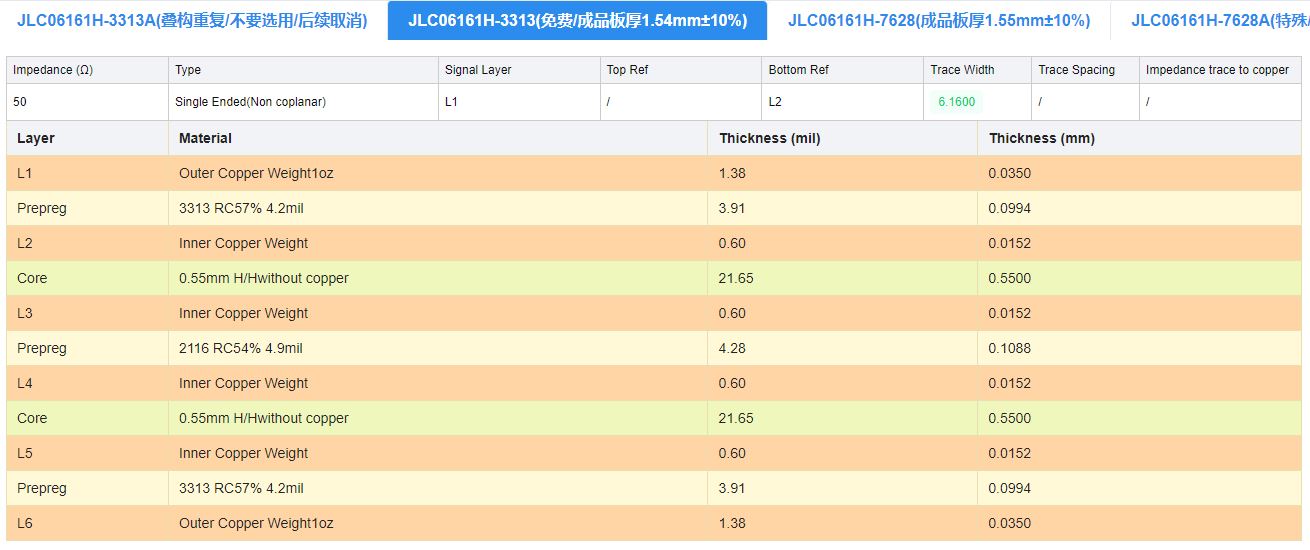 JLC06161H-3313A(叠构重复/不要选用/后续取消) JLC06161H-3313(免费/成品板厚1.54mm±10%) JLC06161H-7628(成品板厚1.55mm±10%) JLC06161H-7628A(特殊/
Impedance (Ω) Type Signal Layer Top Ref Bottom Ref Trace Width Trace Spacing Impedance trace to copper
50 Single Ended(Non coplanar) L1 / L2 6.1600 / /
Layer Material Thickness (mil) Thickness (mm)
L1 Outer Copper Weight1oz 1.38 0.0350
Prepreg 3313 RC57% 4.2mil 3.91 0.0994
L2 Inner Copper Weight 0.60 0.0152
Core 0.55mm H/Hwithout copper 21.65 0.5500
L3 Inner Copper Weight 0.60 0.0152
Prepreg 2116 RC54% 4.9mil 4.28 0.1088
L4 Inner Copper Weight 0.60 0.0152
Core 0.55mm H/Hwithout copper 21.65 0.5500
L5 Inner Copper Weight 0.60 0.0152
Prepreg 3313 RC57% 4.2mil 3.91 0.0994
L6 Outer Copper Weight1oz 1.38 0.0350